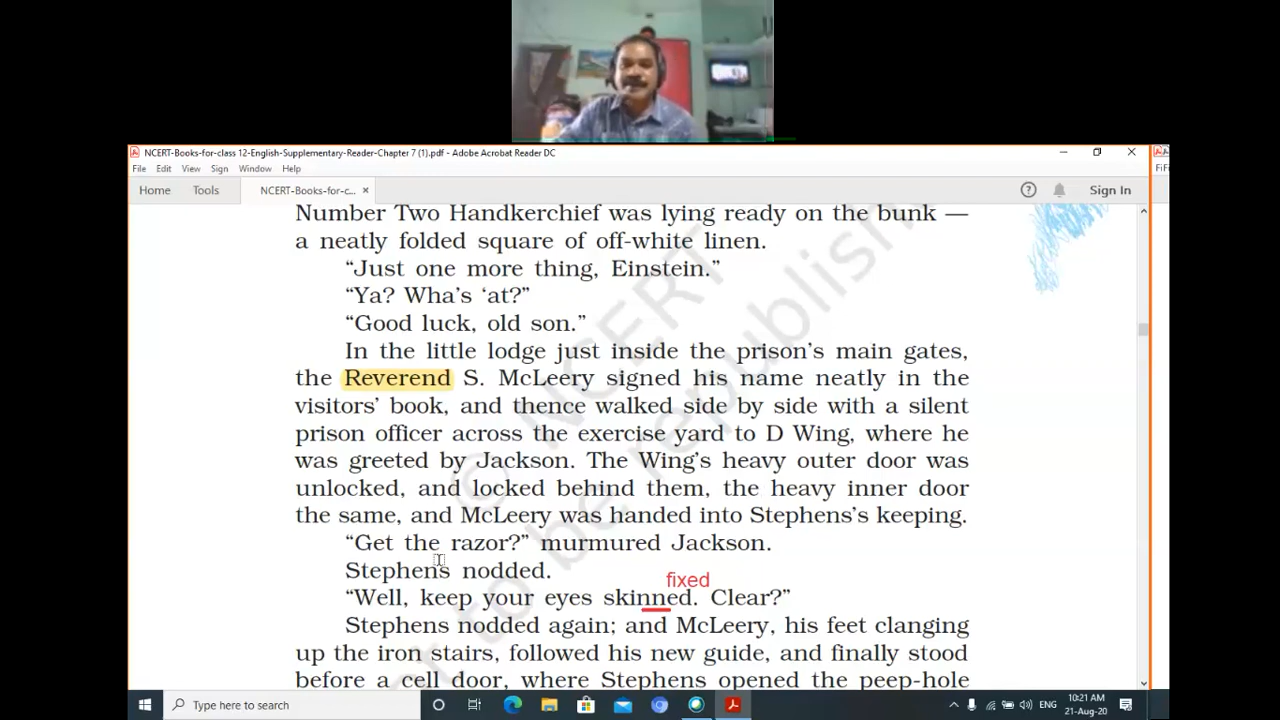 NCERT-Books-for-class 12-English-Supplementary-Reader-Chapter 7 (1).pdf - Adobe Acrobat Reader DC
File Edit View Sign Window Help
Home Tools NCERT-Books-for-c... Sign In
FiF
Number Two Handkerchief was lying ready on the bunk —
a neatly folded square of off-white linen.
“Just one more thing, Einstein.”
“Ya? Wha’s ‘at?”
“Good luck, old son.”
In the little lodge just inside the prison’s main gates,
the Reverend S. McLeery signed his name neatly in the
visitors’ book, and thence walked side by side with a silent
prison officer across the exercise yard to D Wing, where he
was greeted by Jackson. The Wing’s heavy outer door was
unlocked, and locked behind them, the heavy inner door
the same, and McLeery was handed into Stephens’s keeping.
“Get the razor?” murmured Jackson.
Stephens nodded.
fixed
“Well, keep your eyes skinned. Clear?”
Stephens nodded again; and McLeery, his feet clanging
up the iron stairs, followed his new guide, and finally stood
before a cell door, where Stephens opened the peep-hole
© NCERT
not to be republish
Type here to search
ENG
10:21 AM
21-Aug-20